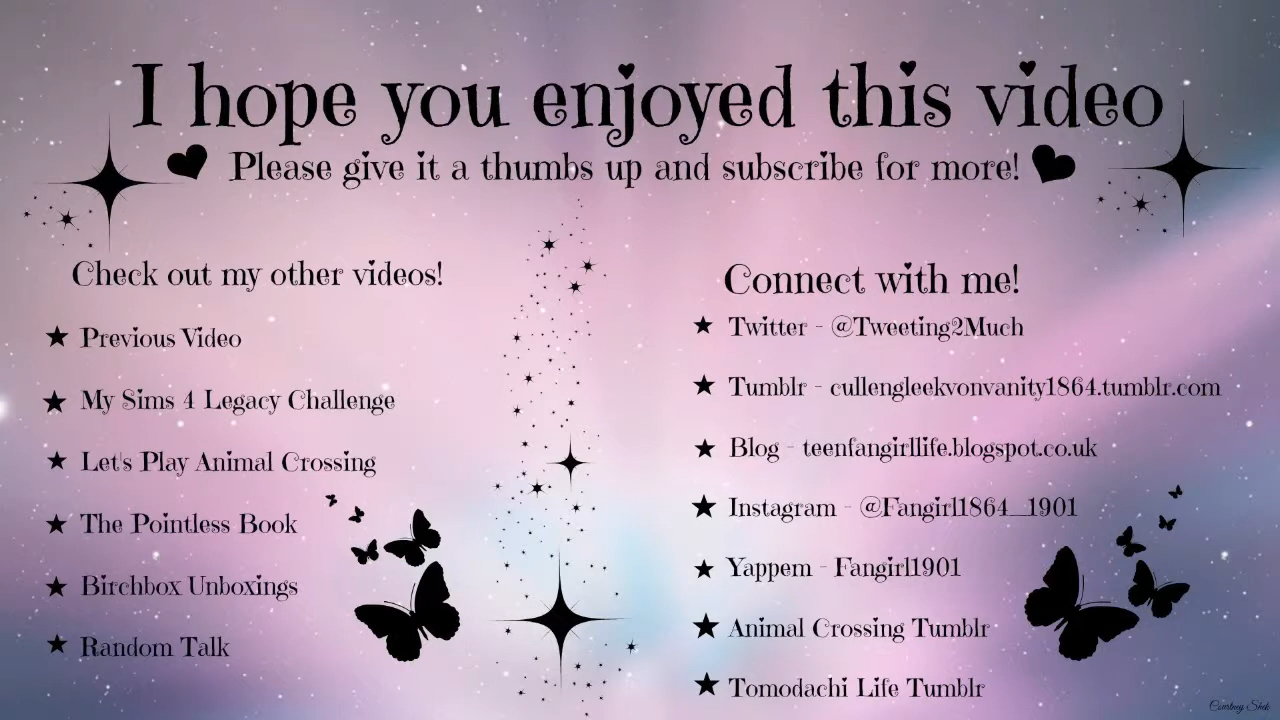 I hope you enjoyed this video
Please give it a thumbs up and subscribe for more!
Check out my other videos!
Previous Video
My Sims 4 Legacy Challenge
Let's Play Animal Crossing
The Pointless Book
Birchbox Unboxings
Random Talk
Connect with me!
Twitter - @Tweeting2Much
Tumblr - cullengleekvonvanity1864.tumblr.com
Blog - teenfangirllife.blogspot.co.uk
Instagram - @Fangirl1864_1901
Yappem - Fangirl1901
Animal Crossing Tumblr
Tomodachi Life Tumblr
Courtney Shek